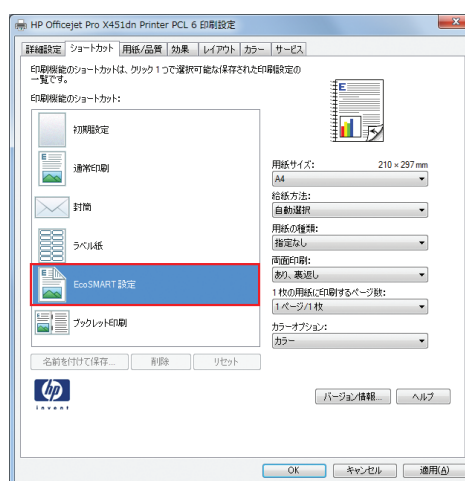 HP Officejet Pro X451dn Printer PCL 6 印刷設定
詳細設定 ショートカット 用紙/品質 効果 レイアウト カラー サービス
印刷機能のショートカットは、クリック 1 つで選択可能な保存された印刷設定の
一覧です。
印刷機能のショートカット:
初期設定
通常印刷
封筒
ラベル紙
EcoSMART 設定
ブックレット印刷
名前を付けて保存... 削除 リセット
用紙サイズ: 210 × 297 mm
A4
給紙方法:
自動選択
用紙の種類:
指定なし
両面印刷:
あり、裏返し
1 枚の用紙に印刷するページ数:
1 ページ/1 枚
カラーオプション:
カラー
hp
invent
バージョン情報... ヘルプ
OK キャンセル 適用(A)